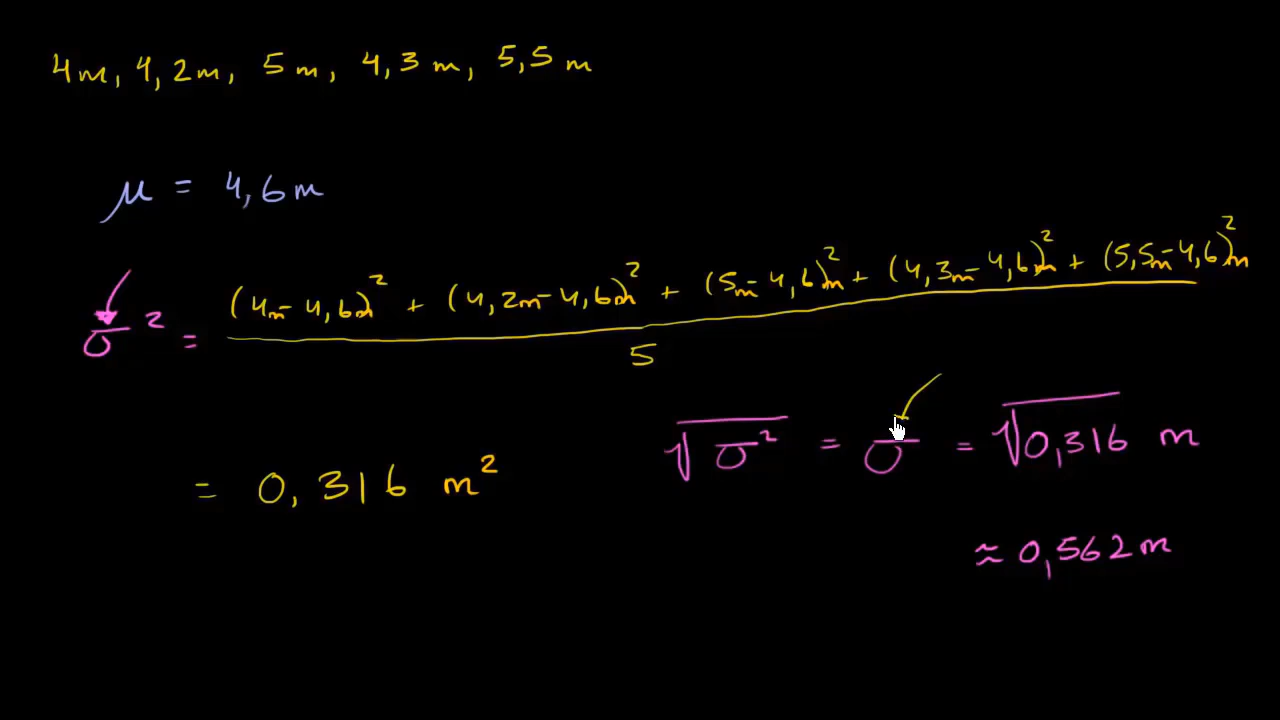 4m, 4,2m, 5m, 4,3m, 5,5m
μ = 4,6m
σ² = ((4m - 4,6m)² + (4,2m - 4,6m)² + (5m - 4,6m)² + (4,3m - 4,6m)² + (5,5m - 4,6m)²) / 5
√σ² = σ = √0,316 m
= 0,316 m²
≈ 0,562m